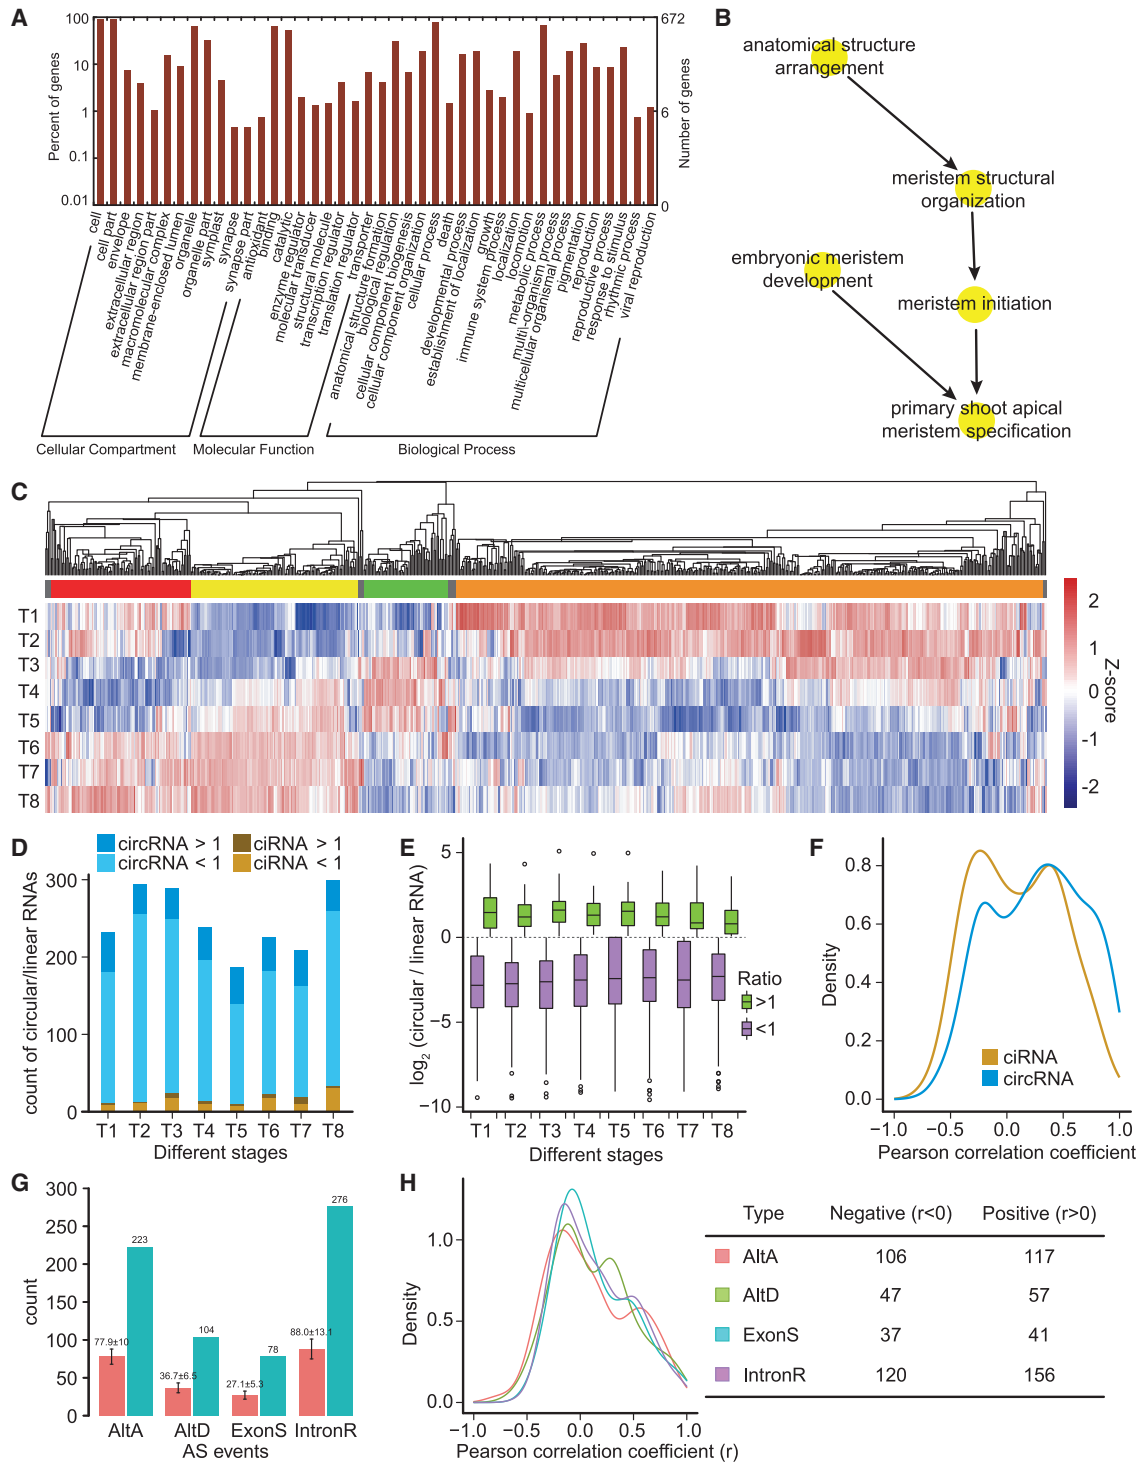 A
Percent of genes
100
10
1
0.1
0.01
672
6
0
Number of genes
cell
cell part
envelope
extracellular region
extracellular region part
macromolecular complex
membrane-enclosed lumen
organelle
organelle part
symplast
synapse
synapse part
antioxidant
binding
catalytic
enzyme regulator
molecular transducer
structural molecule
transcription regulator
translation regulator
transporter
anatomical structure formation
biological regulation
cellular component biogenesis
cellular component organization
cellular process
death
developmental process
establishment of localization
growth
immune system process
localization
locomotion
metabolic process
multi\-organism process
multicellular organismal process
pigmentation
reproduction
reproductive process
response to stimulus
rhythmic process
viral reproduction
Cellular Compartment
Molecular Function
Biological Process
B
anatomical structure
arrangement
meristem structural
organization
embryonic meristem
development
meristem initiation
primary shoot apical
meristem specification
C
T1
T2
T3
T4
T5
T6
T7
T8
2
1
0
-1
-2
Z-score
D
circRNA > 1
ciRNA > 1
circRNA < 1
ciRNA < 1
count of circular/linear RNAs
300
200
100
0
T1 T2 T3 T4 T5 T6 T7 T8
Different stages
E
log2 (circular / linear RNA)
5
0
−5
−10
Ratio
>1
<1
T1 T2 T3 T4 T5 T6 T7 T8
Different stages
F
Density
0.8
0.6
0.4
0.2
0.0
ciRNA
circRNA
−1.0 −0.5 0.0 0.5 1.0
Pearson correlation coefficient
G
count
300
250
200
150
100
50
0
77.9±10
223
36.7±6.5
104
27.1±5.3
78
88.0±13.1
276
AltA AltD ExonS IntronR
AS events
H
Density
1.0
0.5
0.0
−1.0 −0.5 0.0 0.5 1.0
Pearson correlation coefficient (r)
Type Negative (r<0) Positive (r>0)
AltA 106 117
AltD 47 57
ExonS 37 41
IntronR 120 156